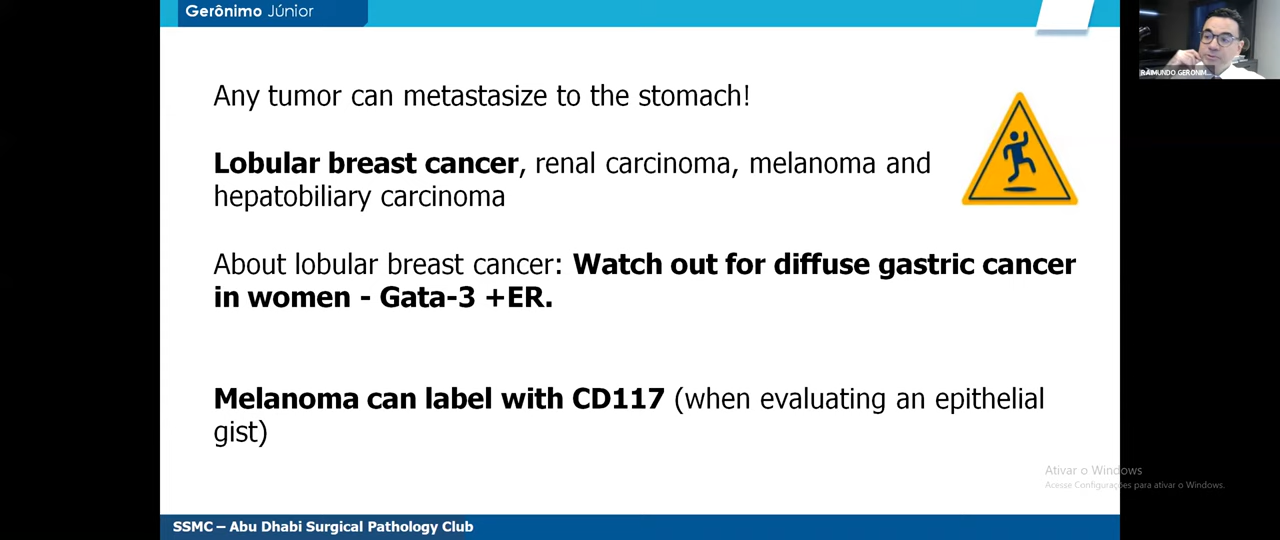 Gerônimo Júnior
RAIMUNDO GERONIM...
Any tumor can metastasize to the stomach!
Lobular breast cancer, renal carcinoma, melanoma and
hepatobiliary carcinoma
About lobular breast cancer: Watch out for diffuse gastric cancer
in women - Gata-3 +ER.
Melanoma can label with CD117 (when evaluating an epithelial
gist)
Ativar o Windows
Acesse Configurações para ativar o Windows.
SSMC – Abu Dhabi Surgical Pathology Club